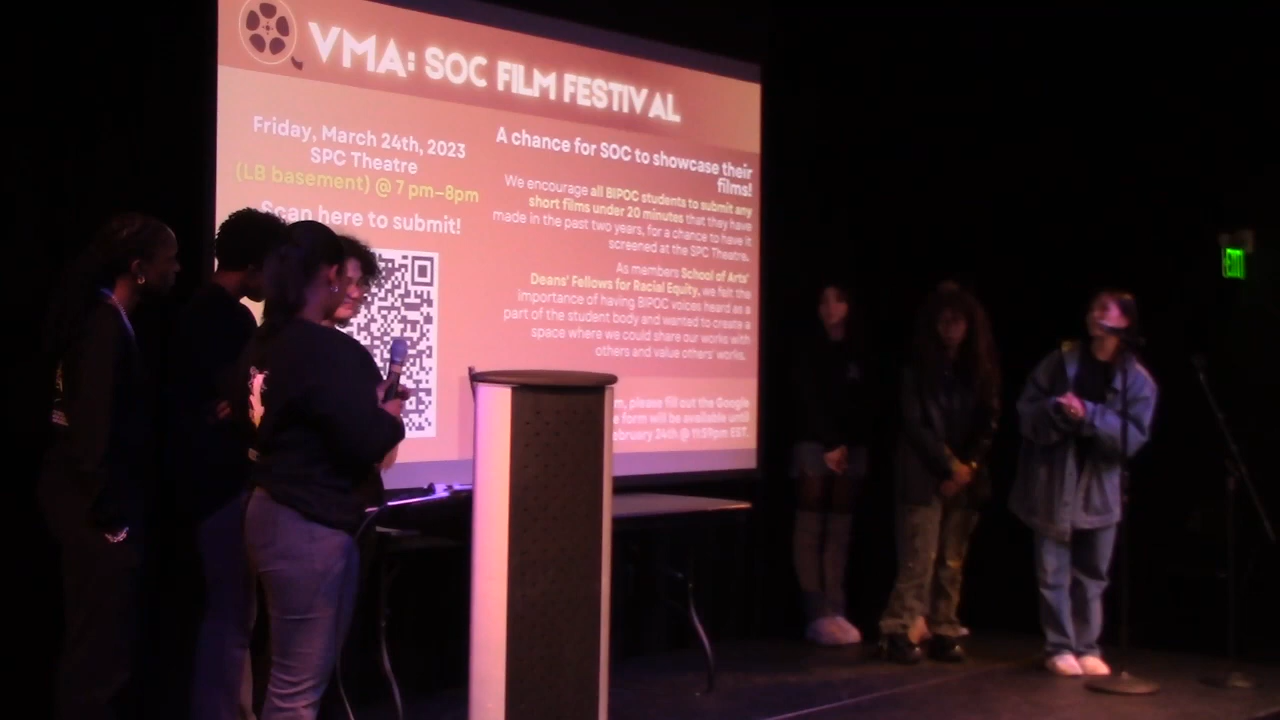 VMA: SOC FILM FESTIVAL
Friday, March 24th, 2023
SPC Theatre
(LB basement) @ 7 pm–8pm
Scan here to submit!
A chance for SOC to showcase their
films!
We encourage all BIPOC students to submit any
short films under 20 minutes that they have
made in the past two years, for a chance to have it
screened at the SPC Theatre.
As members School of Arts'
Deans' Fellows for Racial Equity, we felt the
importance of having BIPOC voices heard as a
part of the student body and wanted to create a
space where we could share our works with
others and value others' works.
please fill out the Google
form will be available until
24th @ 11:59pm EST.
EXIT